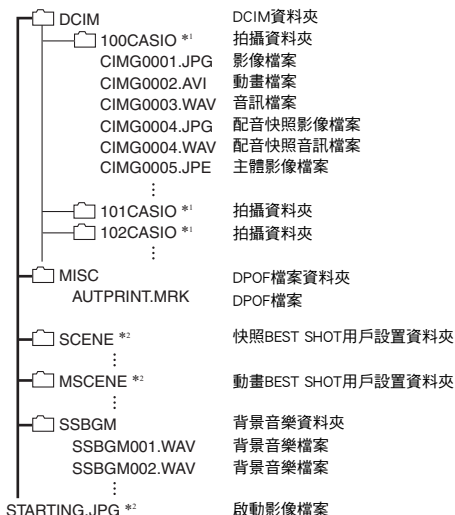 DCIM DCIM資料夾
100CASIO *1 拍攝資料夾
CIMG0001.JPG 影像檔案
CIMG0002.AVI 動畫檔案
CIMG0003.WAV 音訊檔案
CIMG0004.JPG 配音快照影像檔案
CIMG0004.WAV 配音快照音訊檔案
CIMG0005.JPE 主體影像檔案
⋮
101CASIO *1 拍攝資料夾
102CASIO *1 拍攝資料夾
⋮
MISC DPOF檔案資料夾
AUTPRINT.MRK DPOF檔案
SCENE *2 快照BEST SHOT用戶設置資料夾
⋮
MSCENE *2 動畫BEST SHOT用戶設置資料夾
⋮
SSBGM 背景音樂資料夾
SSBGM001.WAV 背景音樂檔案
SSBGM002.WAV 背景音樂檔案
⋮
STARTING.JPG *2 啟動影像檔案